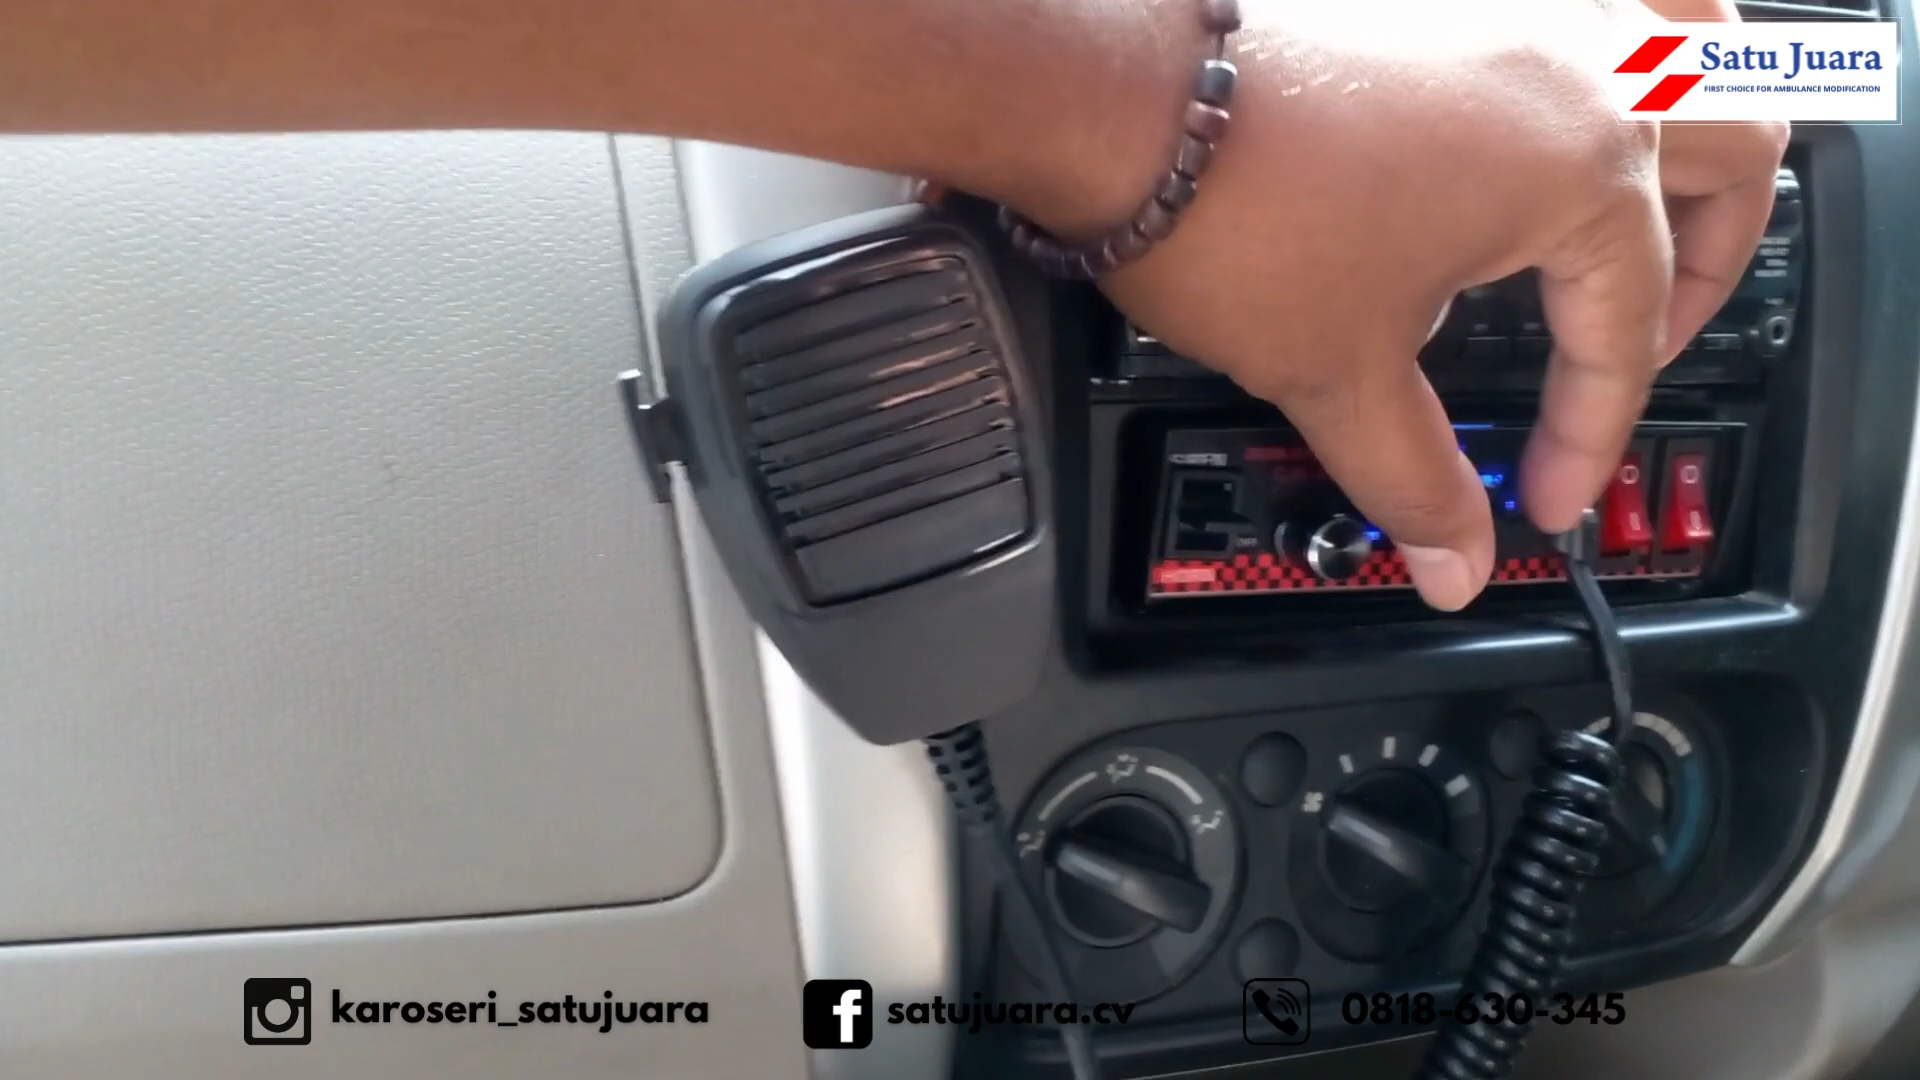 Satu Juara
FIRST CHOICE FOR AMBULANCE MODIFICATION
karoseri_satujuara
satujuara.cv
0818-630-345